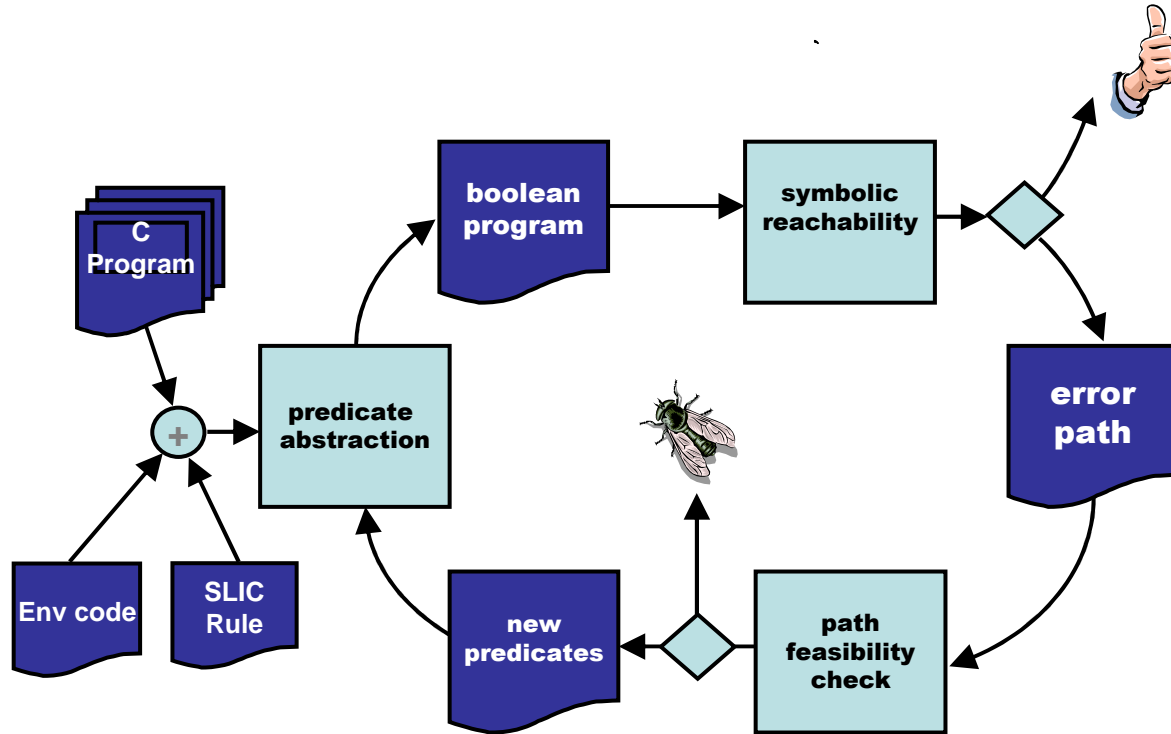 boolean
program
symbolic
reachability
C
Program
predicate
abstraction
+
error
path
Env code
SLIC
Rule
new
predicates
path
feasibility
check